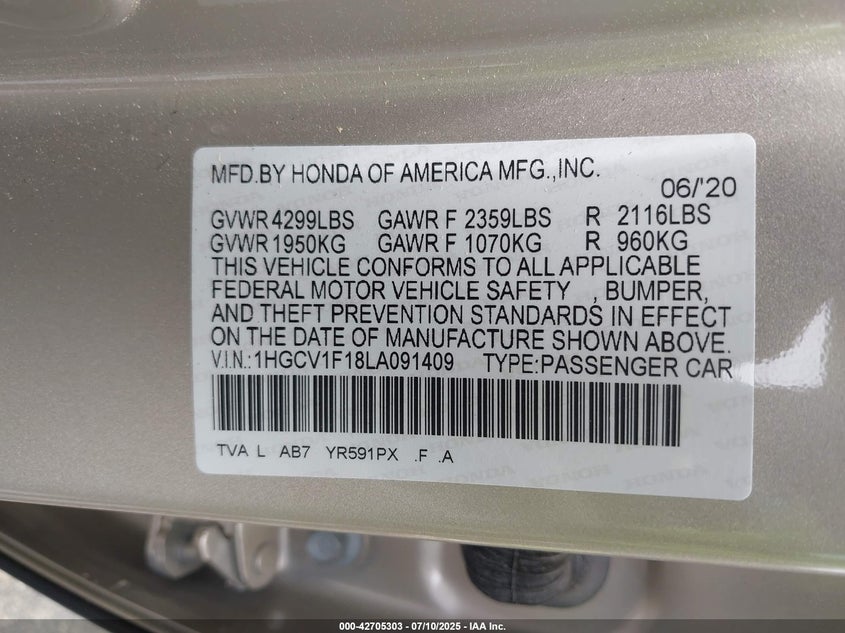 MFD.BY HONDA OF AMERICA MFG.,INC.
06/'20
GVWR 4299LBS GAWR F 2359LBS R 2116LBS
GVWR 1950KG GAWR F 1070KG R 960KG
THIS VEHICLE CONFORMS TO ALL APPLICABLE
FEDERAL MOTOR VEHICLE SAFETY , BUMPER,
AND THEFT PREVENTION STANDARDS IN EFFECT
ON THE DATE OF MANUFACTURE SHOWN ABOVE.
V.I.N.:1HGCV1F18LA091409 TYPE:PASSENGER CAR
TVA L AB7 YR591PX .F .A
000-42705303 / 07/10/2025 - IAA Inc.